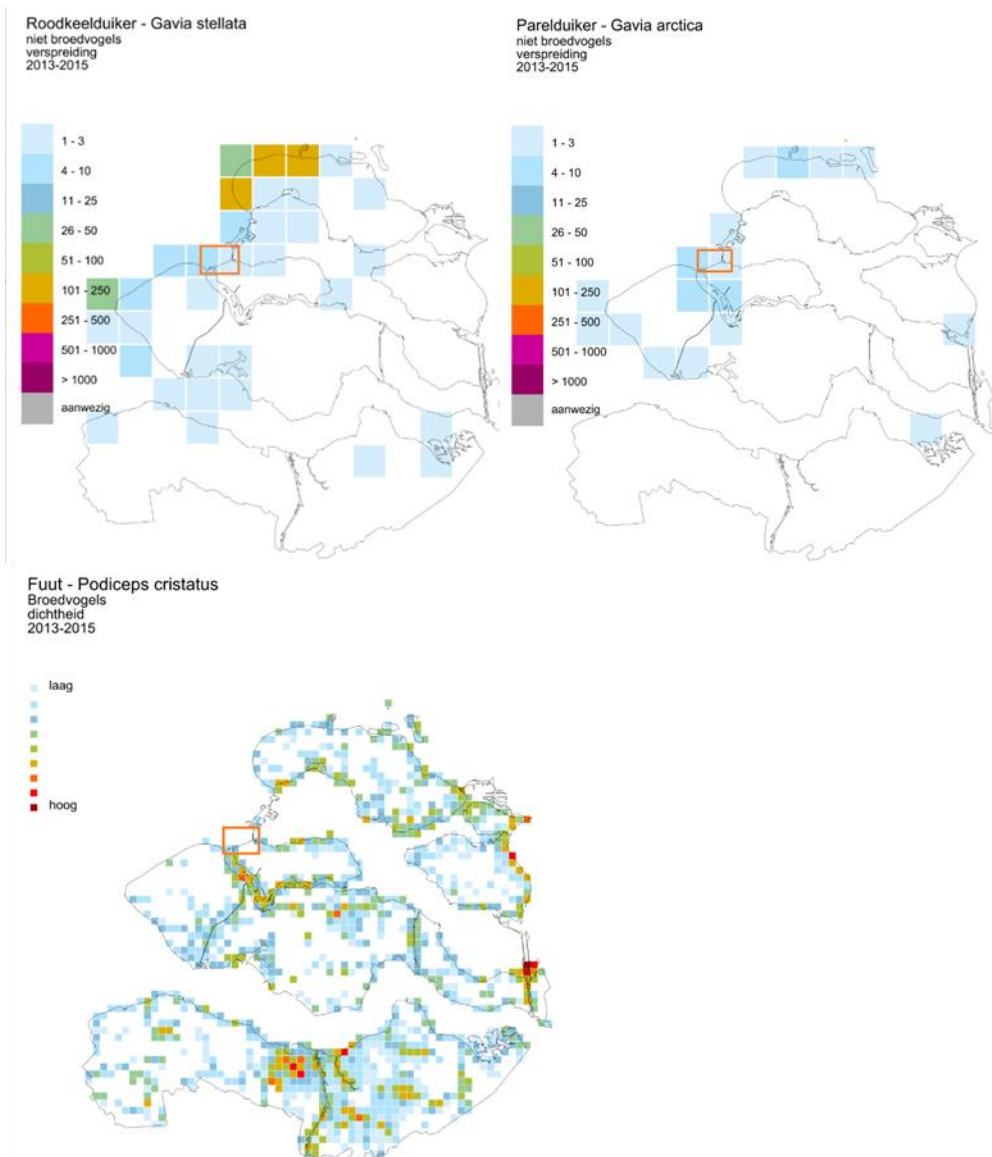 Roodkeelduiker - Gavia stellata
niet broedvogels
verspreiding
2013-2015
1 - 3
4 - 10
11 - 25
26 - 50
51 - 100
101 - 250
251 - 500
501 - 1000
> 1000
aanwezig
Parelduiker - Gavia arctica
niet broedvogels
verspreiding
2013-2015
1 - 3
4 - 10
11 - 25
26 - 50
51 - 100
101 - 250
251 - 500
501 - 1000
> 1000
aanwezig
Fuut - Podiceps cristatus
Broedvogels
dichtheid
2013-2015
laag
hoog